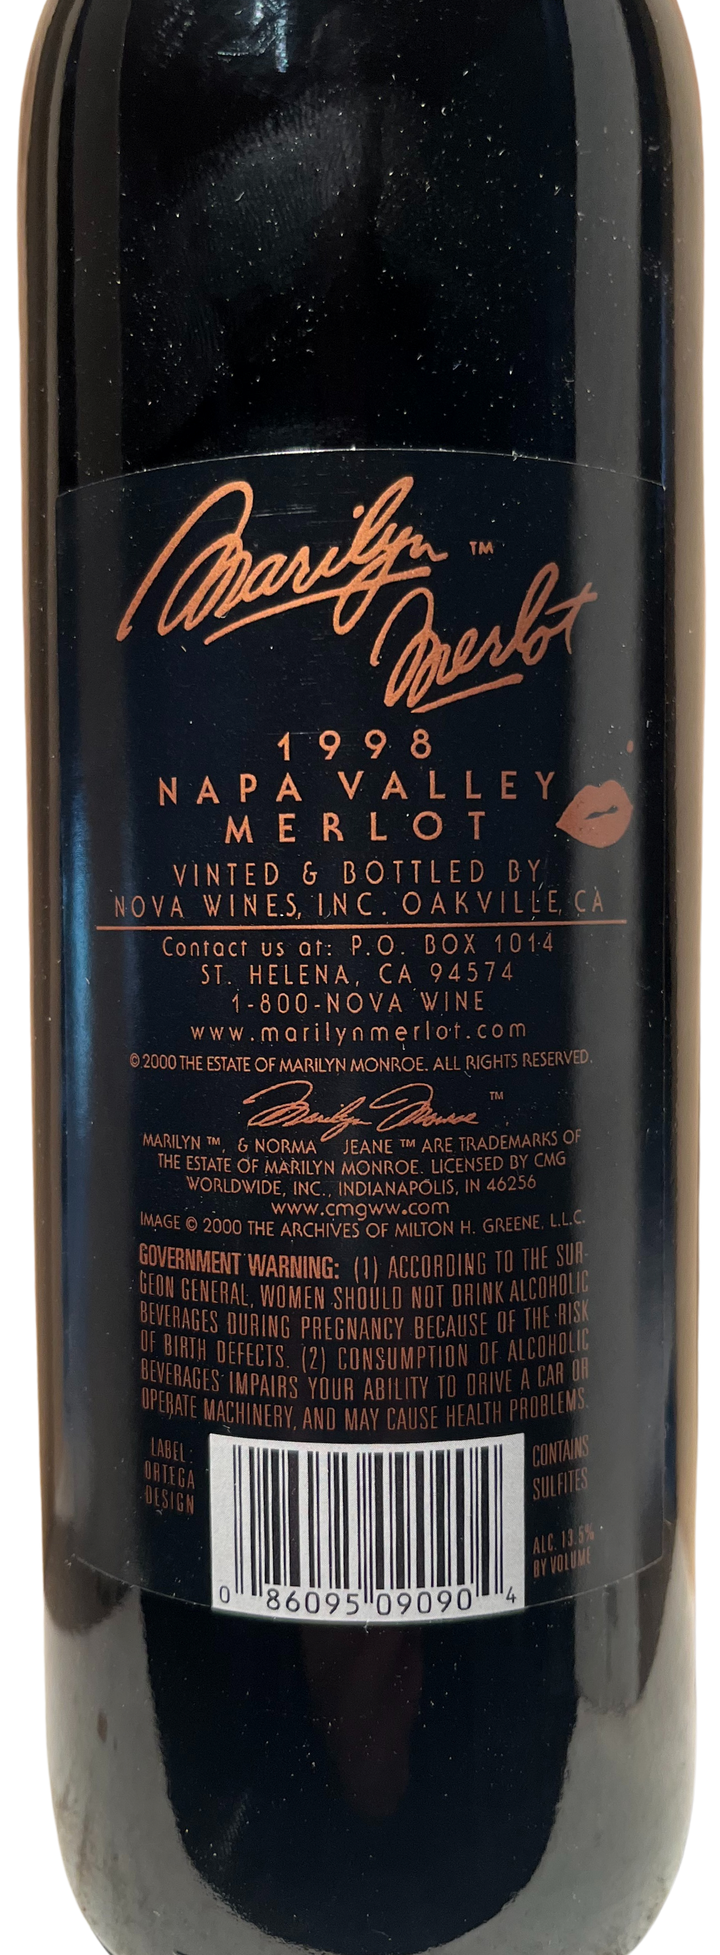 Marilyn ™
Merlot
1998
NAPA VALLEY
MERLOT
VINTED & BOTTLED BY
NOVA WINES, INC. OAKVILLE, CA
Contact us at: P.O. BOX 1014
ST. HELENA, CA 94574
1-800-NOVA WINE
www.marilynmerlot.com
© 2000 THE ESTATE OF MARILYN MONROE. ALL RIGHTS RESERVED.
Marilyn Monroe ™
MARILYN ™, & NORMA JEANE ™ ARE TRADEMARKS OF
THE ESTATE OF MARILYN MONROE. LICENSED BY CMG
WORLDWIDE, INC., INDIANAPOLIS, IN 46256
www.cmgww.com
IMAGE © 2000 THE ARCHIVES OF MILTON H. GREENE, L.L.C.
GOVERNMENT WARNING: (1) ACCORDING TO THE SUR-
GEON GENERAL, WOMEN SHOULD NOT DRINK ALCOHOLIC
BEVERAGES DURING PREGNANCY BECAUSE OF THE RISK
OF BIRTH DEFECTS. (2) CONSUMPTION OF ALCOHOLIC
BEVERAGES IMPAIRS YOUR ABILITY TO DRIVE A CAR OR
OPERATE MACHINERY, AND MAY CAUSE HEALTH PROBLEMS.
LABEL:
ORTEGA
DESIGN
CONTAINS
SULFITES
ALC. 13.5%
BY VOLUME
0 86095 09090 4